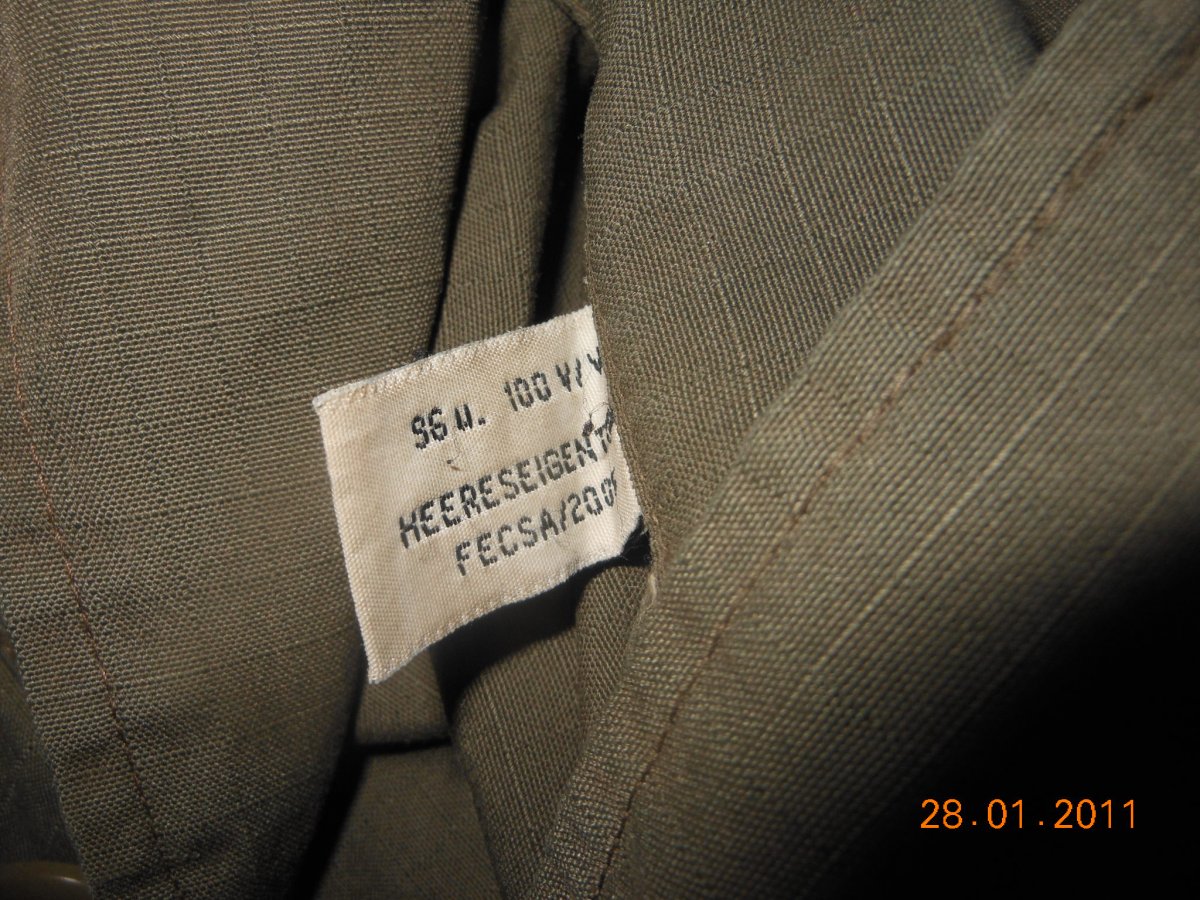 96 u. 100 V/V
HEERESEIGENT
FECSA/200
28.01.2011